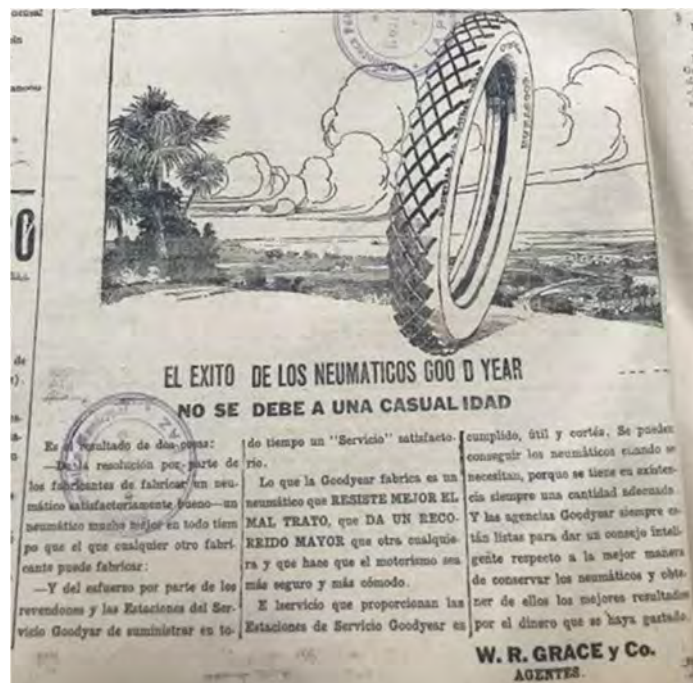 GOODYEAR
EL EXITO DE LOS NEUMATICOS GOO D YEAR
NO SE DEBE A UNA CASUALIDAD
Es el resultado de dos cosas:
—De la resolución por parte de
los fabricantes de fabricar un neu-
mático satisfactoriamente bueno—un
neumático mucho mejor en todo tiem
po que el que cualquier otro fabri-
cante puede fabricar:
—Y del esfuerzo por parte de los
revendones y las Estaciones del Ser-
vicio Goodyar de suministrar en to-
do tiempo un "Servicio" satisfacto-
rio.
Lo que la Goodyear fabrica es un
neumático que RESISTE MEJOR EL
MAL TRATO, que DA UN RECO-
RRIDO MAYOR que otra cualquie-
ra y que hace que el motorismo sea
más seguro y más cómodo.
E lservicio que proporcionan las
Estaciones de Servicio Goodyear es
cumplido, útil y cortés. Se pueden
conseguir los neumáticos cuando se
necesitan, porque se tiene en existen-
cia siempre una cantidad adecuada.
Y las agencias Goodyear siempre es-
tán listas para dar un consejo inteli-
gente respecto a la mejor manera
de conservar los neumáticos y obte-
ner de ellos los mejores resultados
por el dinero que se haya gastado.
W. R. GRACE y Co.
AGENTES.